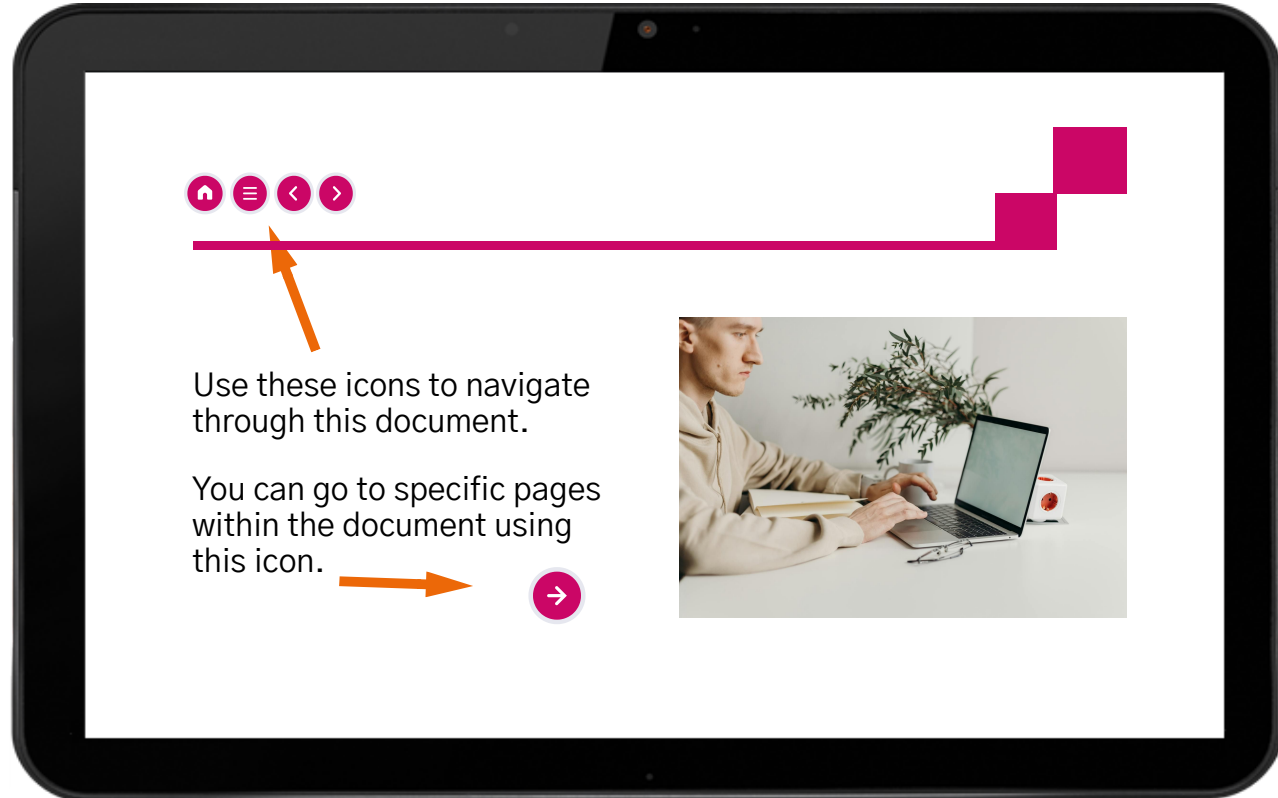 Use these icons to navigate
through this document.
You can go to specific pages
within the document using
this icon.